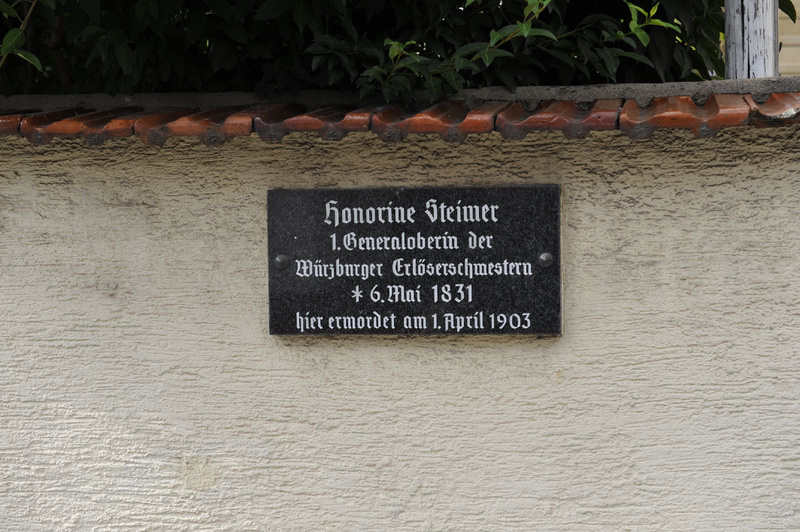 Honorine Steimer
1. Generaloberin der
Würzburger Erlöserschwestern
* 6. Mai 1831
hier ermordet am 1. April 1903